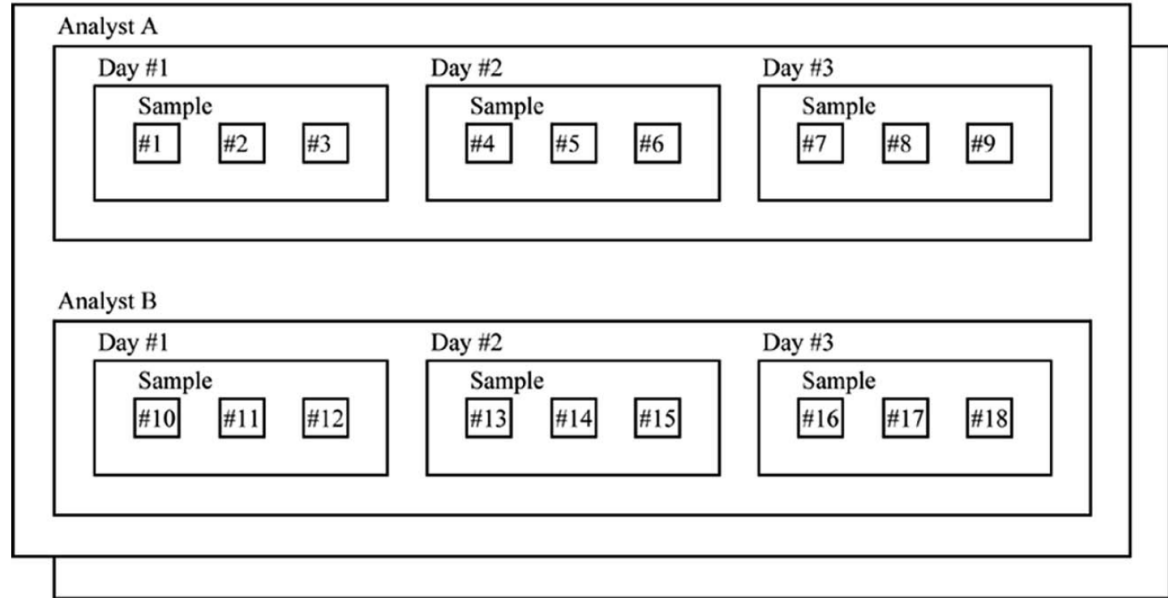 Analyst A
Day #1 Day #2 Day #3
Sample Sample Sample
#1 #2 #3 #4 #5 #6 #7 #8 #9
Analyst B
Day #1 Day #2 Day #3
Sample Sample Sample
#10 #11 #12 #13 #14 #15 #16 #17 #18